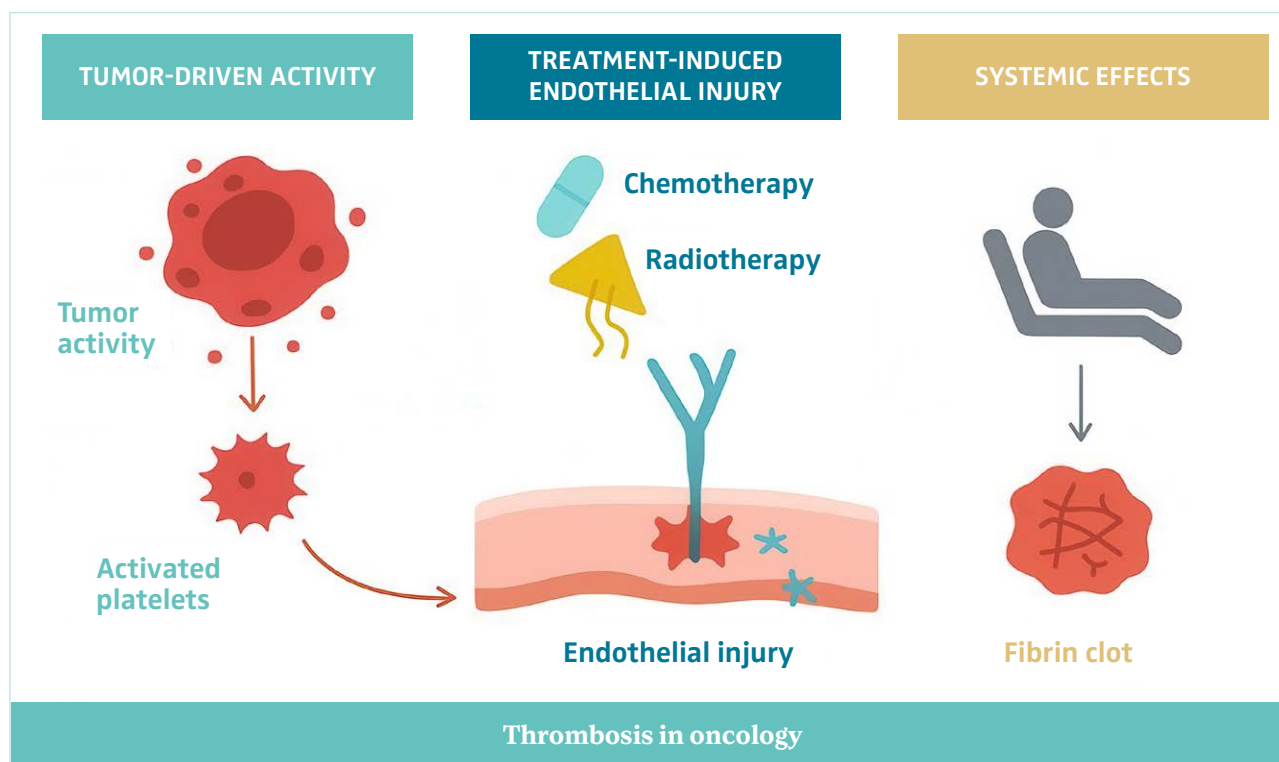 TUMOR-DRIVEN ACTIVITY
TREATMENT-INDUCED
ENDOTHELIAL INJURY
SYSTEMIC EFFECTS
Tumor
activity
Activated
platelets
Chemotherapy
Radiotherapy
Endothelial injury
Fibrin clot
Thrombosis in oncology